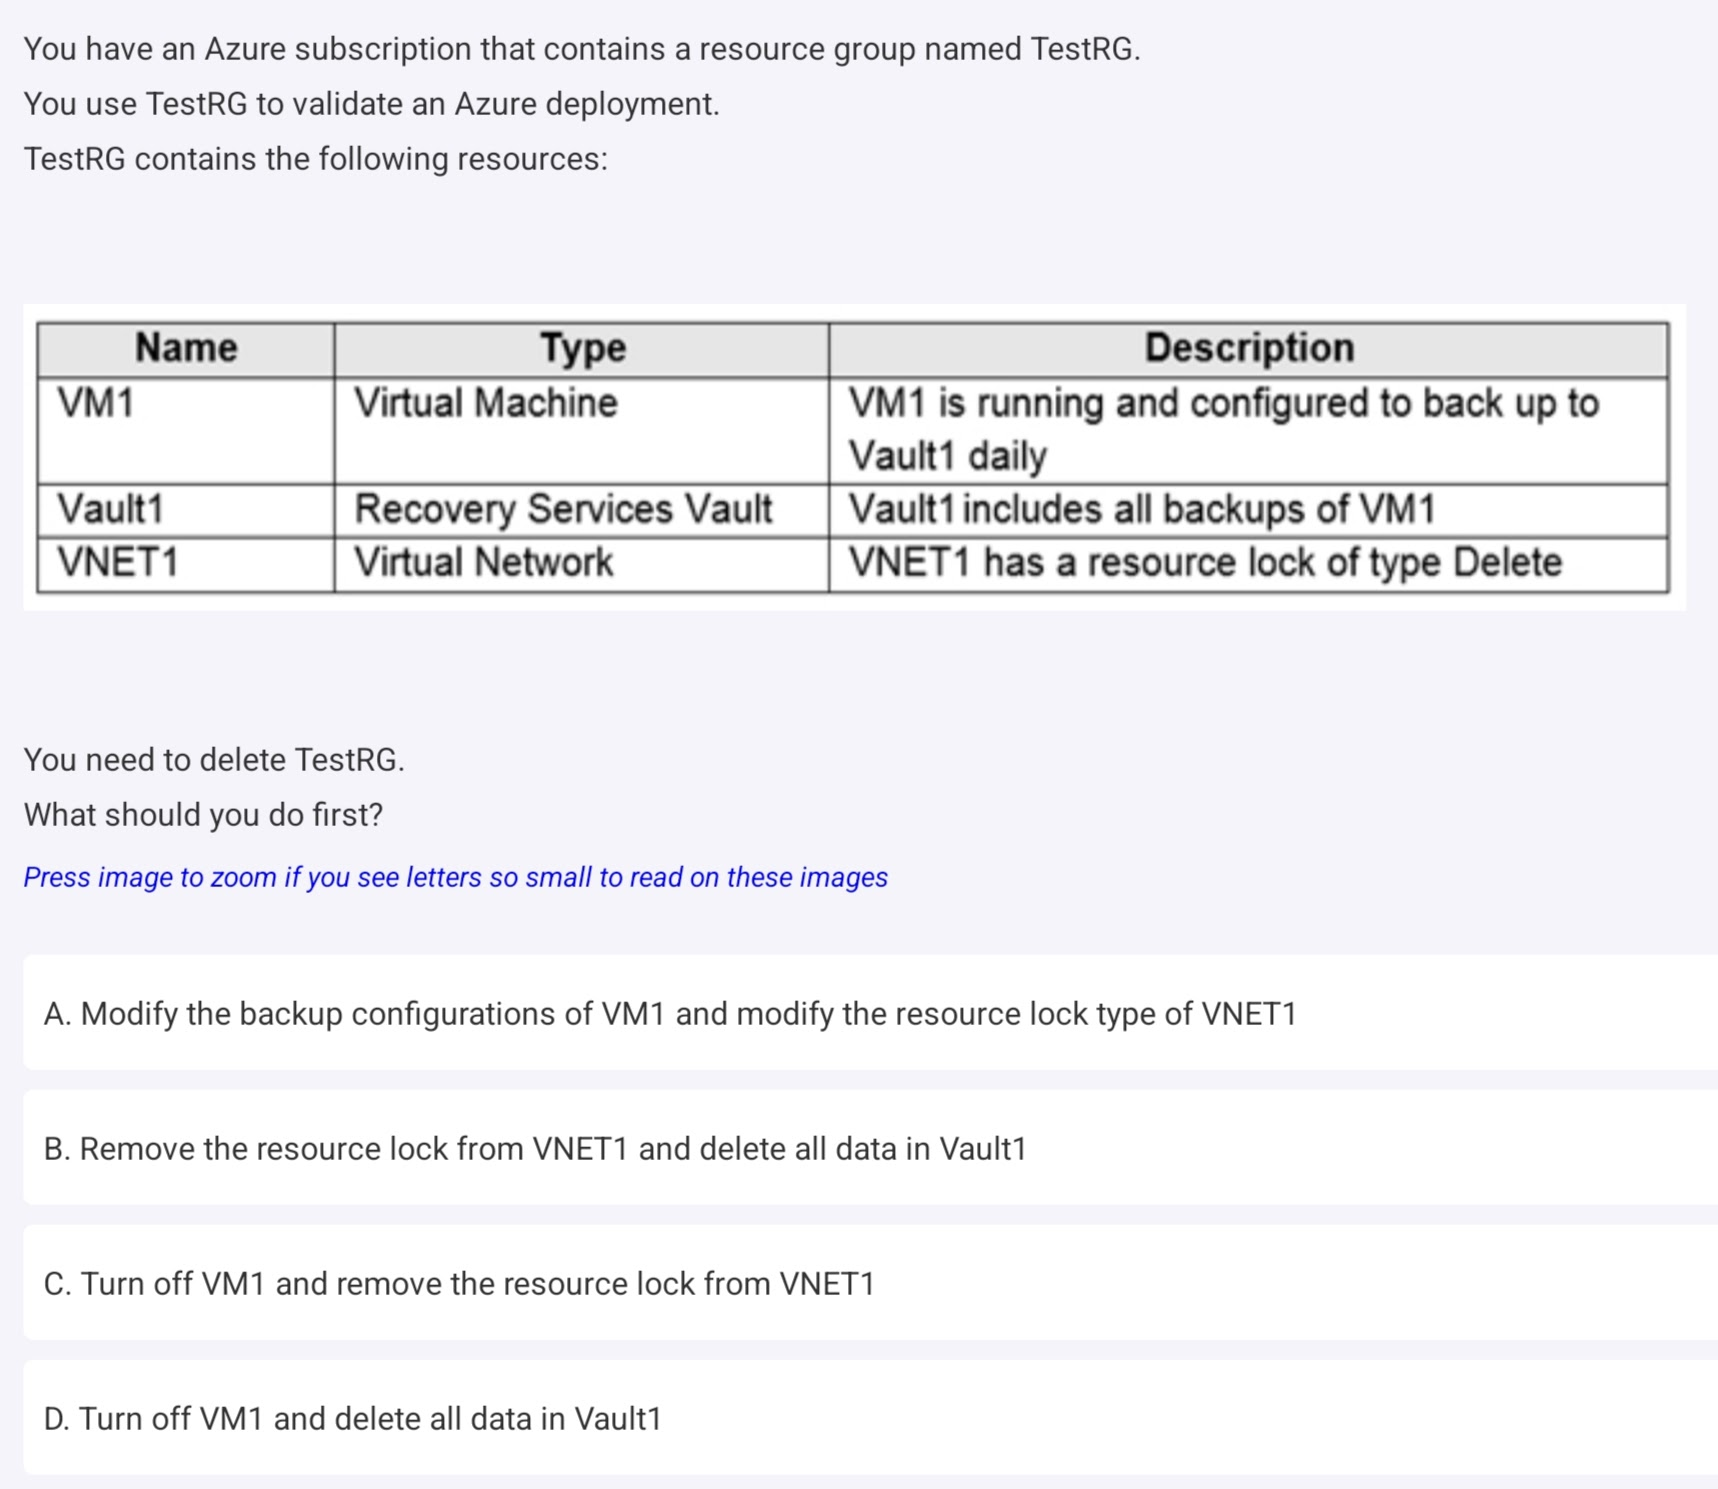 You have an Azure subscription that contains a resource group named TestRG.
You use TestRG to validate an Azure deployment.
TestRG contains the following resources:
Name Type Description
VM1 Virtual Machine VM1 is running and configured to back up to
Vault1 daily
Vault1 Recovery Services Vault Vault1 includes all backups of VM1
VNET1 Virtual Network VNET1 has a resource lock of type Delete
You need to delete TestRG.
What should you do first?
Press image to zoom if you see letters so small to read on these images
A. Modify the backup configurations of VM1 and modify the resource lock type of VNET1
B. Remove the resource lock from VNET1 and delete all data in Vault1
C. Turn off VM1 and remove the resource lock from VNET1
D. Turn off VM1 and delete all data in Vault1